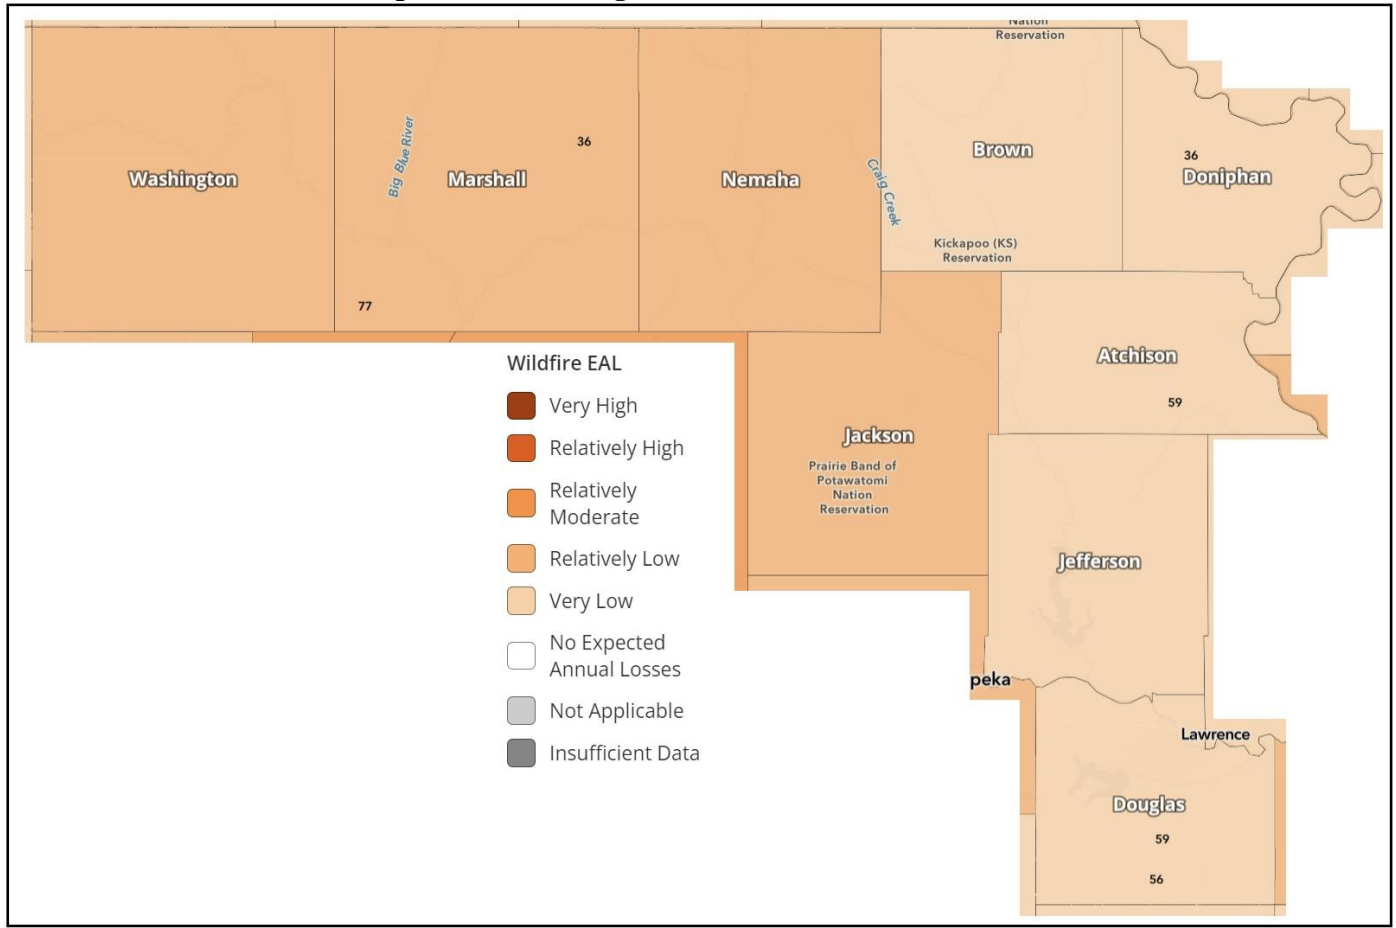 Nation
Reservation
Brown
36
Doniphan
36
Big Blue River
Washington
Marshall
Nemaha
Craig Creek
Kickapoo (KS)
Reservation
77
Atchison
59
Wildfire EAL
Very High
Relatively High
Relatively
Moderate
Relatively Low
Very Low
No Expected
Annual Losses
Not Applicable
Insufficient Data
Jackson
Prairie Band of
Potawatomi
Nation
Reservation
Jefferson
peka
Lawrence
Douglas
59
56